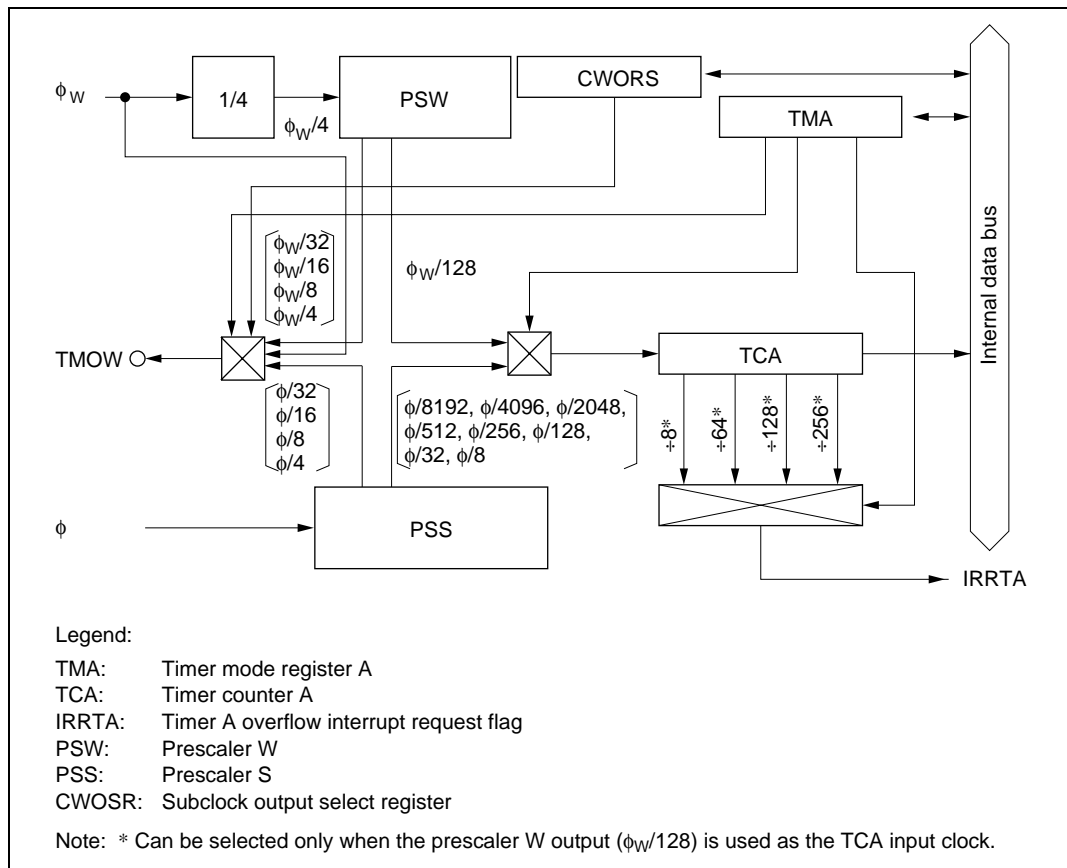 CWORS
PSW
1/4
ϕW
ϕW/4
TMA
Internal data bus
ϕW/32
ϕW/16
ϕW/8
ϕW/4
ϕW/128
TMOW
TCA
ϕ/32
ϕ/16
ϕ/8
ϕ/4
ϕ/8192, ϕ/4096, ϕ/2048,
ϕ/512, ϕ/256, ϕ/128,
ϕ/32, ϕ/8
÷8*
÷64*
÷128*
÷256*
ϕ
PSS
IRRTA
Legend:
TMA: Timer mode register A
TCA: Timer counter A
IRRTA: Timer A overflow interrupt request flag
PSW: Prescaler W
PSS: Prescaler S
CWOSR: Subclock output select register
Note: * Can be selected only when the prescaler W output (ϕW/128) is used as the TCA input clock.